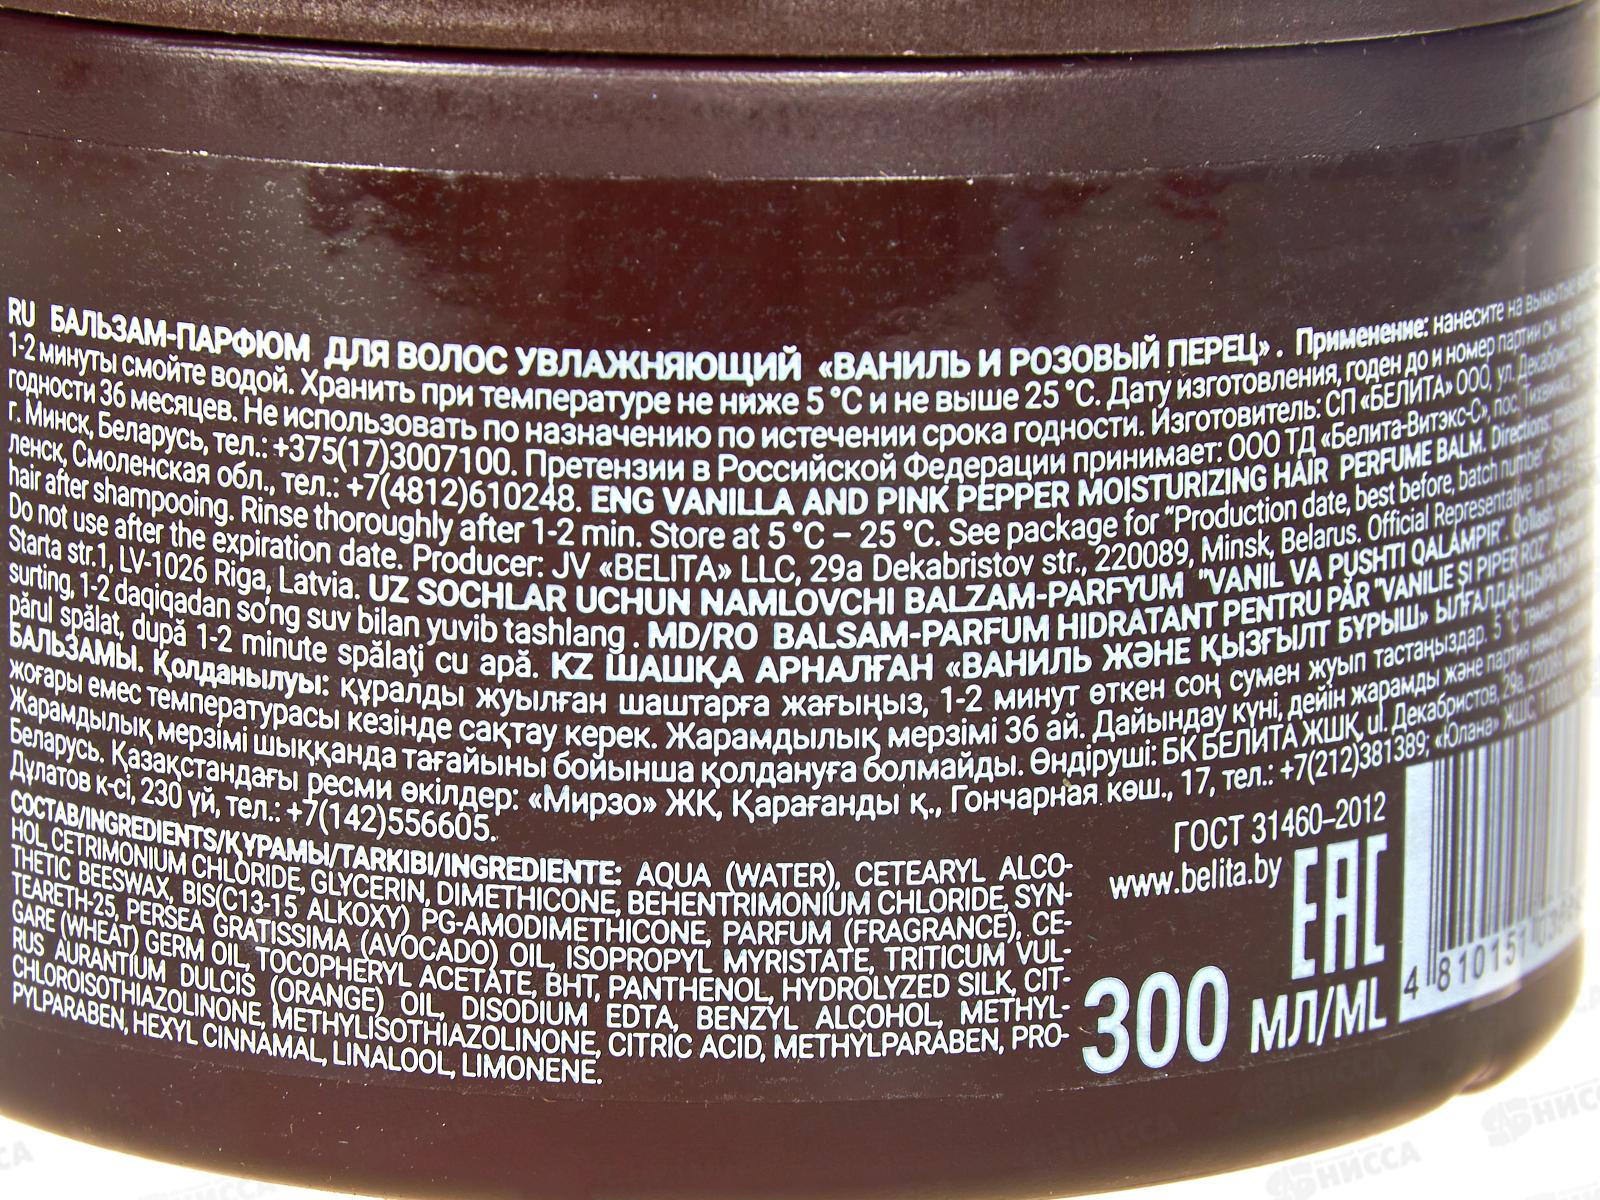 RU БАЛЬЗАМ-ПАРФЮМ ДЛЯ ВОЛОС УВЛАЖНЯЮЩИЙ «ВАНИЛЬ И РОЗОВЫЙ ПЕРЕЦ». Применение: нанесите на вымытые
1-2 минуты смойте водой. Хранить при температуре не ниже 5 °C и не выше 25 °C. Дату изготовления, годен до и номер партии см. на
годности 36 месяцев. Не использовать по назначению по истечении срока годности. Изготовитель: СП «БЕЛИТА» ООО, ул. Декабристов,
г. Минск, Беларусь, тел.: +375(17)3007100. Претензии в Российской Федерации принимает: ООО ТД «Белита-Витэкс-С», пос. Тихвинка,
ленск, Смоленская обл., тел.: +7(4812)610248. ENG VANILLA AND PINK PEPPER MOISTURIZING HAIR PERFUME BALM. Directions:
hair after shampooing. Rinse thoroughly after 1-2 min. Store at 5 °C – 25 °C. See package for "Production date, best before, batch number". Shelf
Do not use after the expiration date. Producer: JV «BELITA» LLC, 29a Dekabristov str., 220089, Minsk, Belarus. Official Representative in the EU
Starta str.1, LV-1026 Riga, Latvia. UZ SOCHLAR UCHUN NAMLOVCHI BALZAM-PARFYUM "VANIL VA PUSHTI QALAMPIR". Qo'llash:
surting, 1-2 daqiqadan so'ng suv bilan yuvib tashlang . MD/RO BALSAM-PARFUM HIDRATANT PENTRU PĂR "VANILIE ȘI PIPER ROZ".
părul spălat, după 1-2 minute spălați cu apă. KZ ШАШҚА АРНАЛҒАН «ВАНИЛЬ ЖӘНЕ ҚЫЗҒЫЛТ БҰРЫШ» ЫЛҒАЛДАНДЫРАТЫН
БАЛЬЗАМЫ. Қолданылуы: құралды жуылған шаштарға жағыңыз, 1-2 минут өткен соң сумен жуып тастаңыздар. 5 °C төмен емес
жоғары емес температурасы кезінде сақтау керек. Жарамдылық мерзімі 36 ай. Дайындау күні, дейін жарамды және партия
Жарамдылық мерзімі шыққанда тағайыны бойынша қолдануға болмайды. Өндіруші: БК БЕЛИТА ЖШҚ, ul. Декабристов, 29а, 220089,
Беларусь. Қазақстандағы ресми өкілдер: «Мирзо» ЖК, Қарағанды қ., Гончарная көш., 17, тел.: +7(212)381389; «Юлана» ЖШС,
Дұлатов к-сі, 230 үй, тел.: +7(142)556605.
СОСТАВ/INGREDIENTS/ҚҰРАМЫ/TARKIBI/INGREDIENTE: AQUA (WATER), CETEARYL ALCO-
HOL, CETRIMONIUM CHLORIDE, GLYCERIN, DIMETHICONE, BEHENTRIMONIUM CHLORIDE, SYN-
THETIC BEESWAX, BIS(C13-15 ALKOXY) PG-AMODIMETHICONE, PARFUM (FRAGRANCE), CE-
TEARETH-25, PERSEA GRATISSIMA (AVOCADO) OIL, ISOPROPYL MYRISTATE, TRITICUM VUL-
GARE (WHEAT) GERM OIL, TOCOPHERYL ACETATE, BHT, PANTHENOL, HYDROLYZED SILK, CIT-
RUS AURANTIUM DULCIS (ORANGE) OIL, DISODIUM EDTA, BENZYL ALCOHOL, METHYL-
CHLOROISOTHIAZOLINONE, METHYLISOTHIAZOLINONE, CITRIC ACID, METHYLPARABEN, PRO-
PYLPARABEN, HEXYL CINNAMAL, LINALOOL, LIMONENE.
ГОСТ 31460–2012
www.belita.by
EAC
300 МЛ/ML
4 810151
АБНИССА